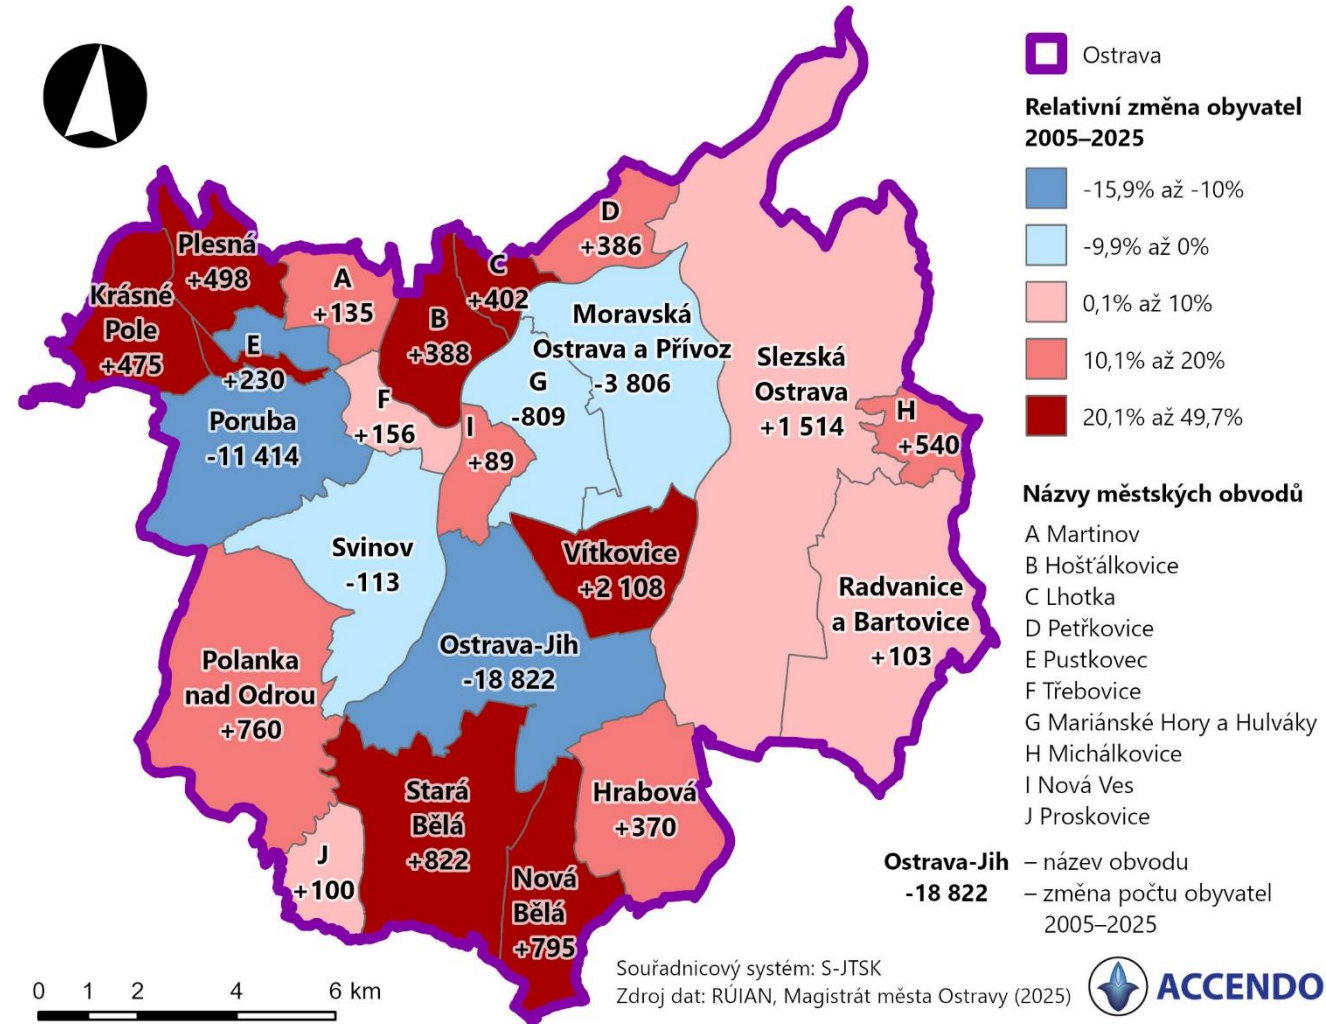 Ostrava
Relativní změna obyvatel
2005–2025
-15,9% až -10%
-9,9% až 0%
0,1% až 10%
10,1% až 20%
20,1% až 49,7%
Názvy městských obvodů
A Martinov
B Hošťálkovice
C Lhotka
D Petřkovice
E Pustkovec
F Třebovice
G Mariánské Hory a Hulváky
H Michálkovice
I Nová Ves
J Proskovice
Ostrava-Jih – název obvodu
-18 822 – změna počtu obyvatel
2005–2025
D
+386
Plesná
+498
Krásné
Pole
+475
A
+135
C
+402
B
+388
E
+230
Moravská
Ostrava a Přívoz
-3 806
G
-809
Slezská
Ostrava
+1 514
H
+540
F
+156
I
+89
Poruba
-11 414
Svinov
-113
Vítkovice
+2 108
Radvanice
a Bartovice
+103
Ostrava-Jih
-18 822
Polanka
nad Odrou
+760
Stará
Bělá
+822
Hrabová
+370
J
+100
Nová
Bělá
+795
0 1 2 4 6 km
Souřadnicový systém: S-JTSK
Zdroj dat: RÚIAN, Magistrát města Ostravy (2025)
ACCENDO